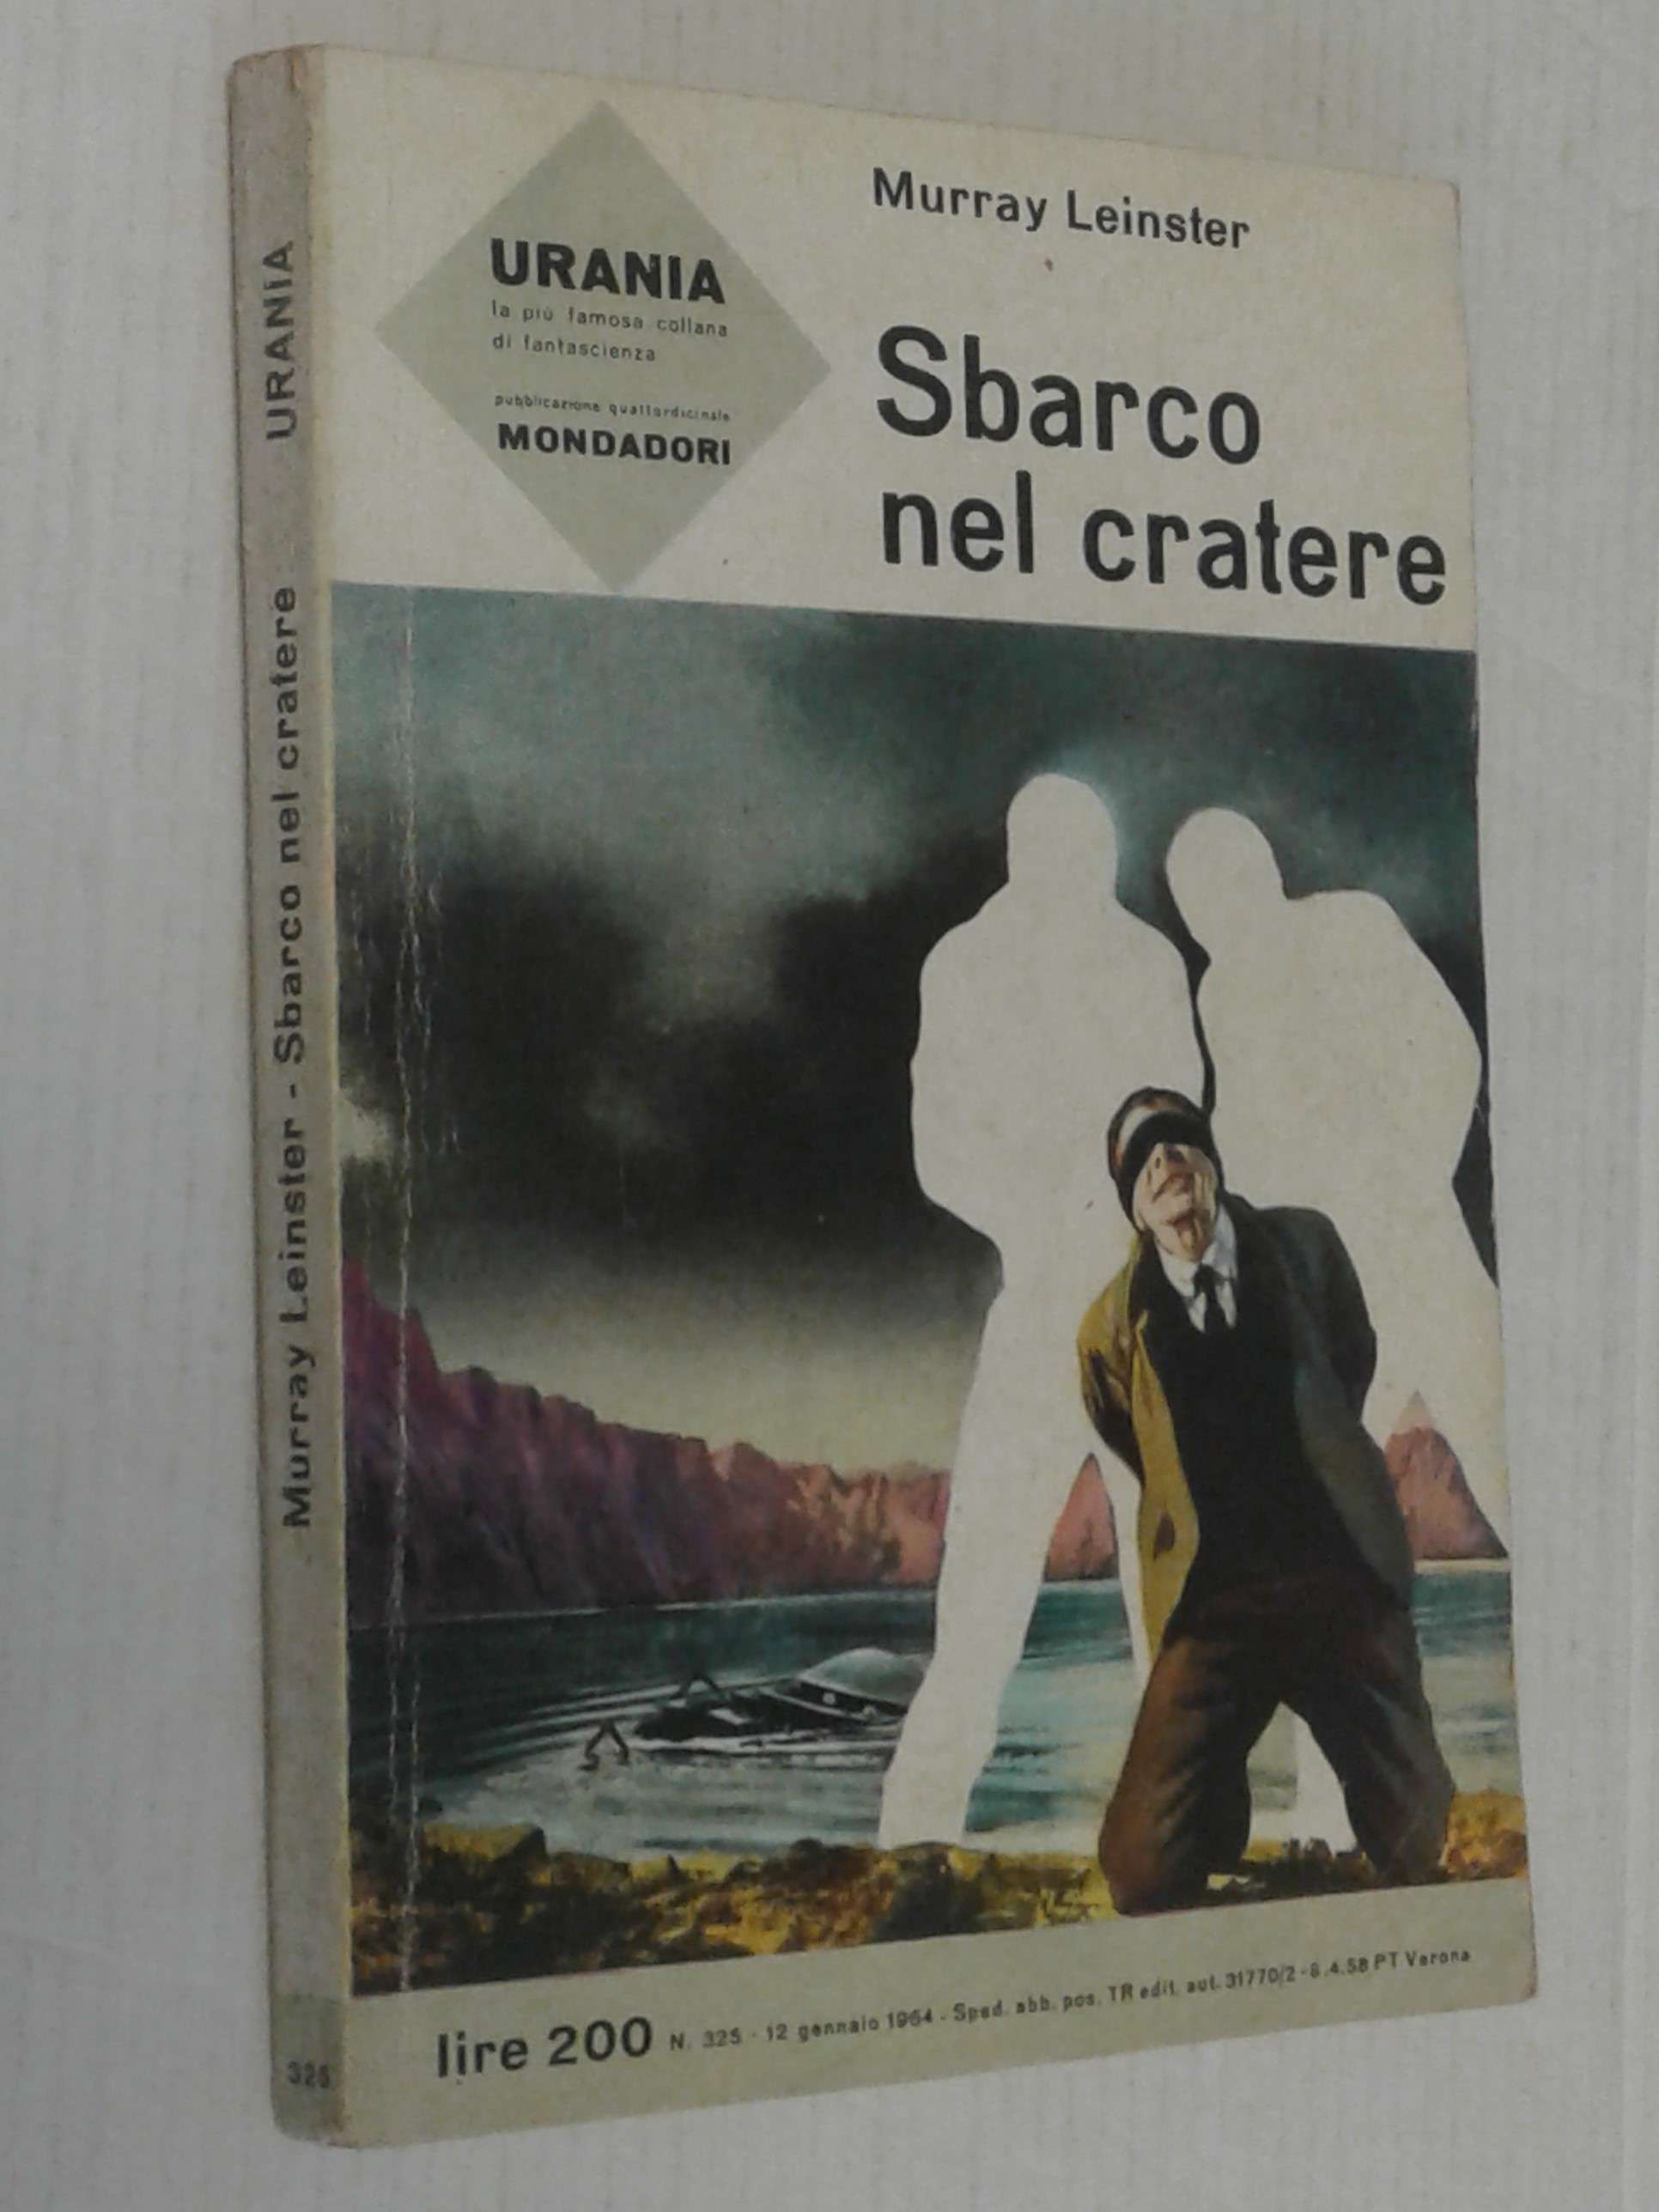 Murray Leinster
URANIA
la più famosa collana
di fantascienza
pubblicazione quattordicinale
MONDADORI
Sbarco
nel cratere
lire 200 N. 325 - 12 gennaio 1964 - Sped. abb. pos. TR edit. aut. 31770/2 - 8.4.58 PT Verona
Murray Leinster - Sbarco nel cratere URANIA
325